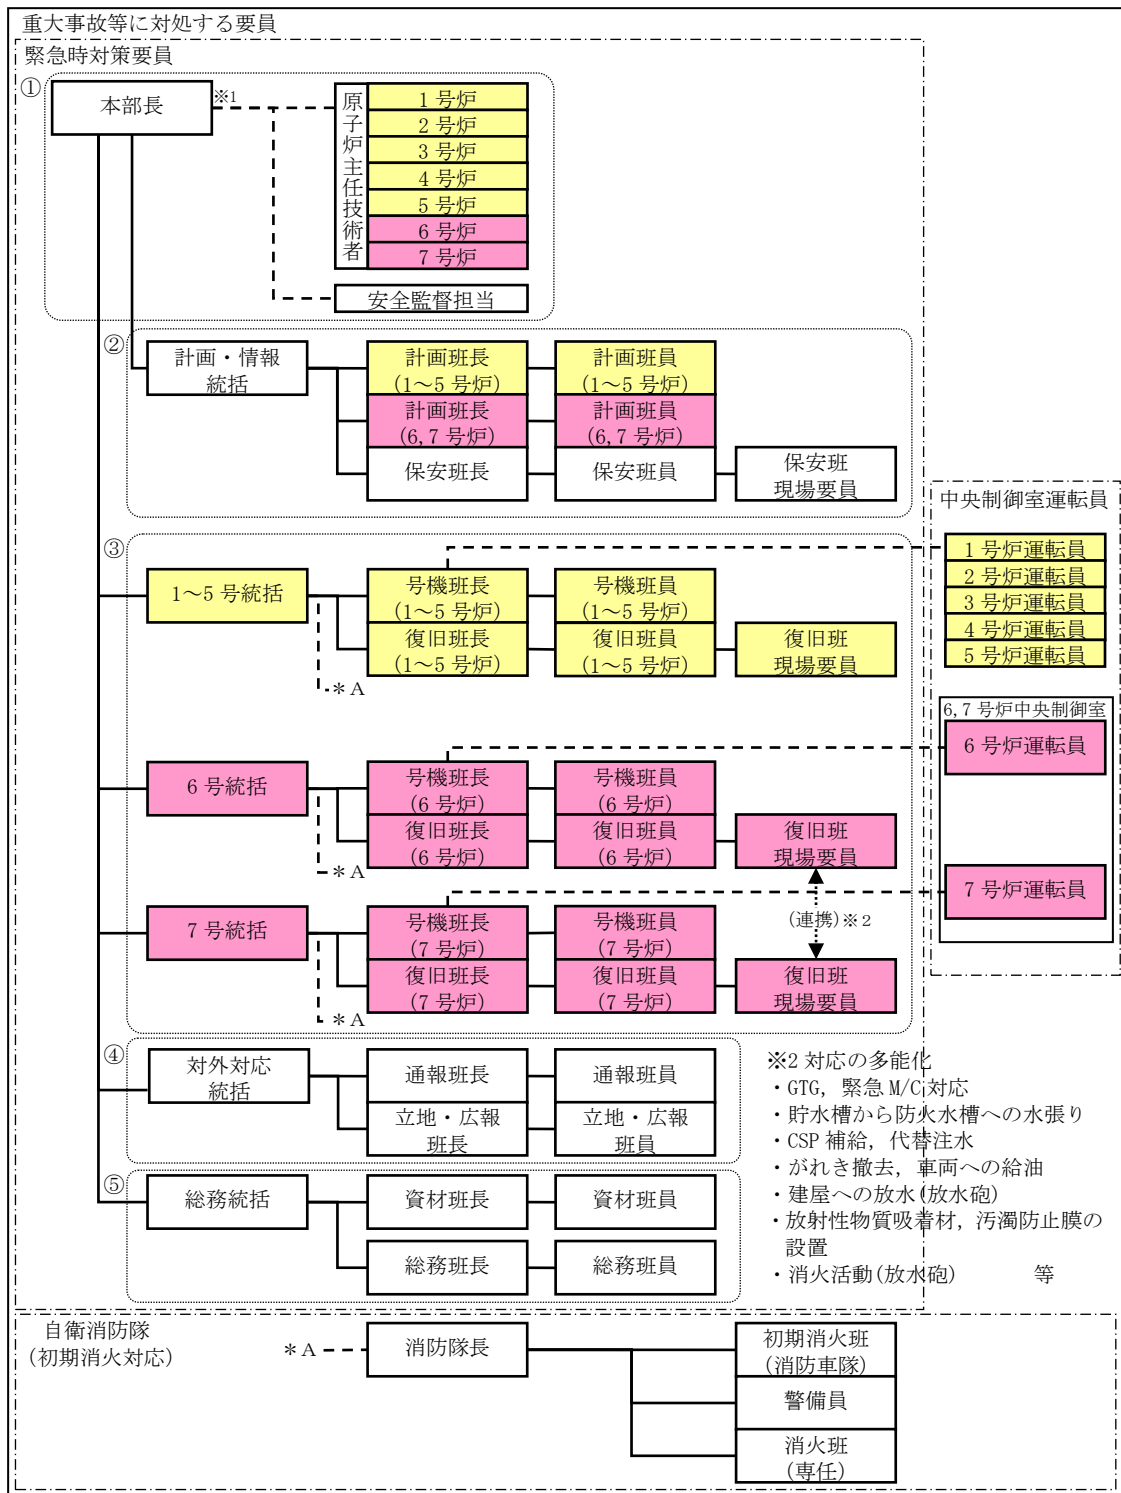 重大事故等に対処する要員
緊急時対策要員
①
本部長
※1
原子炉主任技術者
1 号炉
2 号炉
3 号炉
4 号炉
5 号炉
6 号炉
7 号炉
安全監督担当
②
計画・情報
統括
計画班長
(1～5 号炉)
計画班員
(1～5 号炉)
計画班長
(6,7 号炉)
計画班員
(6,7 号炉)
保安班長
保安班員
保安班
現場要員
中央制御室運転員
1 号炉運転員
2 号炉運転員
3 号炉運転員
4 号炉運転員
5 号炉運転員
6,7 号炉中央制御室
6 号炉運転員
7 号炉運転員
③
1～5 号統括
号機班長
(1～5 号炉)
号機班員
(1～5 号炉)
復旧班長
(1～5 号炉)
復旧班員
(1～5 号炉)
復旧班
現場要員
＊A
6 号統括
号機班長
(6 号炉)
号機班員
(6 号炉)
復旧班長
(6 号炉)
復旧班員
(6 号炉)
復旧班
現場要員
＊A
(連携)※2
7 号統括
号機班長
(7 号炉)
号機班員
(7 号炉)
復旧班長
(7 号炉)
復旧班員
(7 号炉)
復旧班
現場要員
＊A
④
対外対応
統括
通報班長
通報班員
立地・広報
班長
立地・広報
班員
⑤
総務統括
資材班長
資材班員
総務班長
総務班員
※2 対応の多能化
・GTG, 緊急 M/C 対応
・貯水槽から防火水槽への水張り
・CSP 補給, 代替注水
・がれき撤去, 車両への給油
・建屋への放水(放水砲)
・放射性物質吸着材, 汚濁防止膜の
設置
・消火活動(放水砲) 等
自衛消防隊
(初期消火対応)
＊A
消防隊長
初期消火班
(消防車隊)
警備員
消火班
(専任)